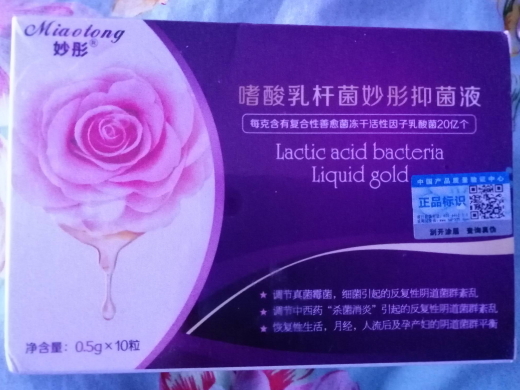 Miaotong
妙彤®
嗜酸乳杆菌妙彤抑菌液
每克含有复合性善愈菌冻干活性因子乳酸菌20亿个
Lactic acid bacteria
Liquid gold
中国产品质量验证中心
正品标识
刮开涂层 查询真伪
★ 调节真菌霉菌，细菌引起的反复性阴道菌群紊乱
★ 调节中西药“杀菌消炎”引起的反复性阴道菌群紊乱
★ 恢复性生活，月经，人流后及孕产妇的阴道菌群平衡
净含量：0.5g×10粒